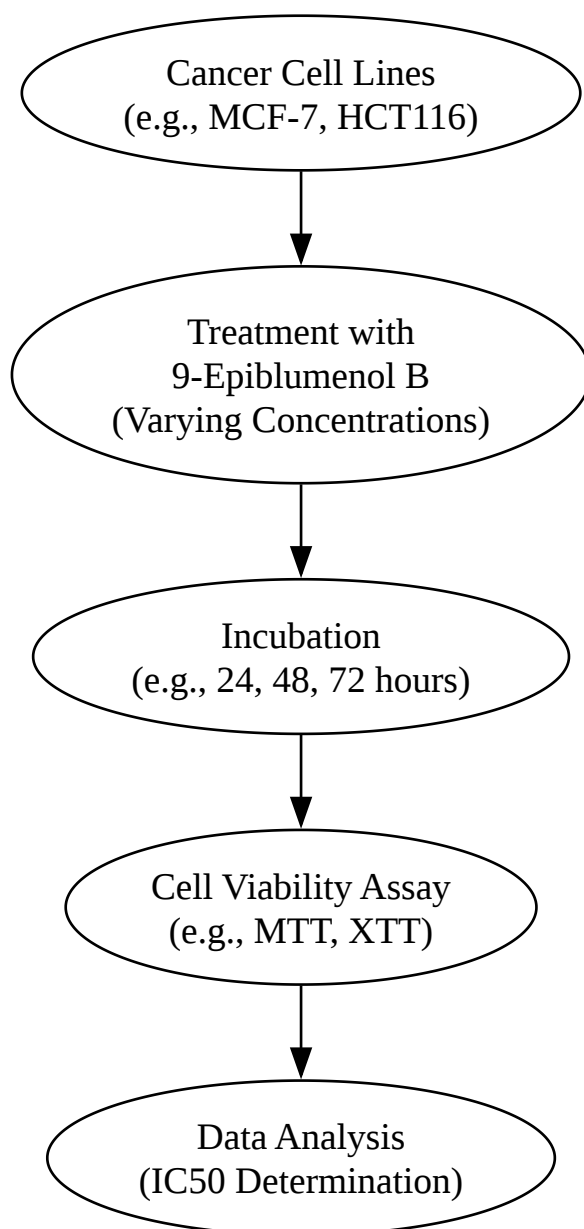 Cancer Cell Lines
(e.g., MCF-7, HCT116)
Treatment with
9-Epiblumenol B
(Varying Concentrations)
Incubation
(e.g., 24, 48, 72 hours)
Cell Viability Assay
(e.g., MTT, XTT)
Data Analysis
(IC50 Determination)